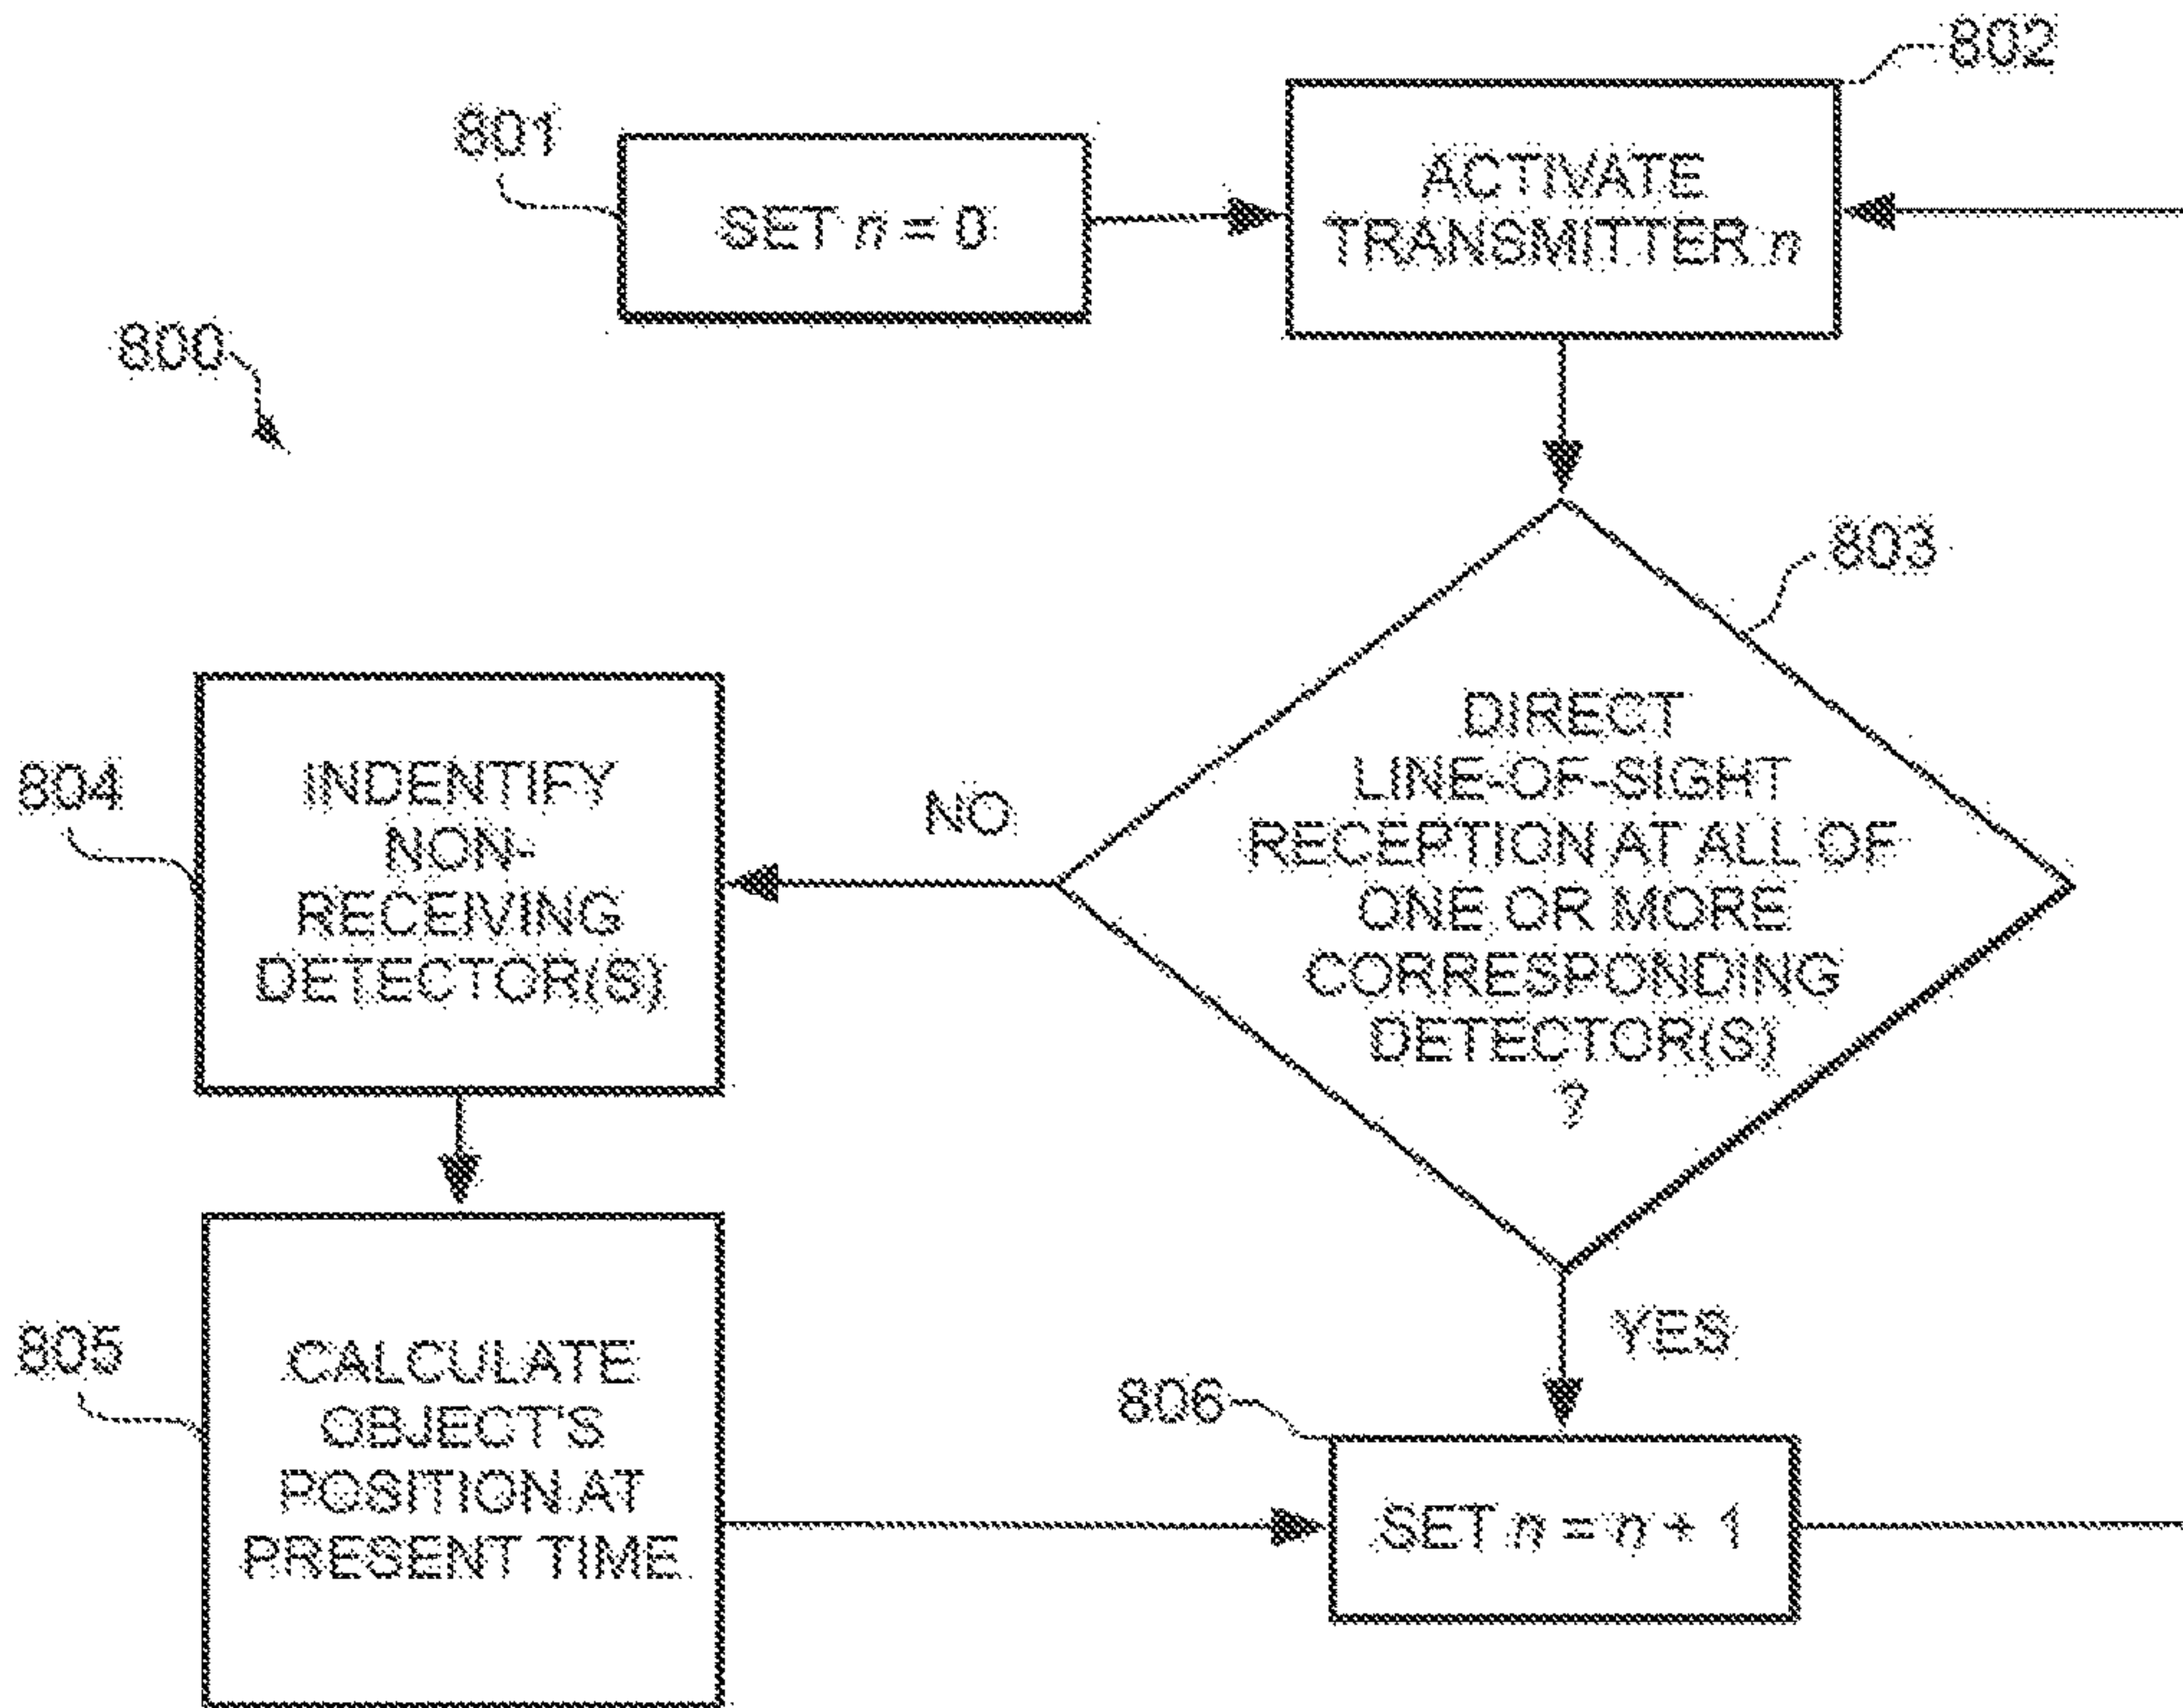 802
801
SET n = 0
ACTIVATE
TRANSMITTER n
800
803
DIRECT
LINE-OF-SIGHT
RECEPTION AT ALL OF
ONE OR MORE
CORRESPONDING
DETECTOR(S)
?
NO
804
INDENTIFY
NON-
RECEIVING
DETECTOR(S)
YES
805
CALCULATE
OBJECT'S
POSITION AT
PRESENT TIME
806
SET n = n + 1